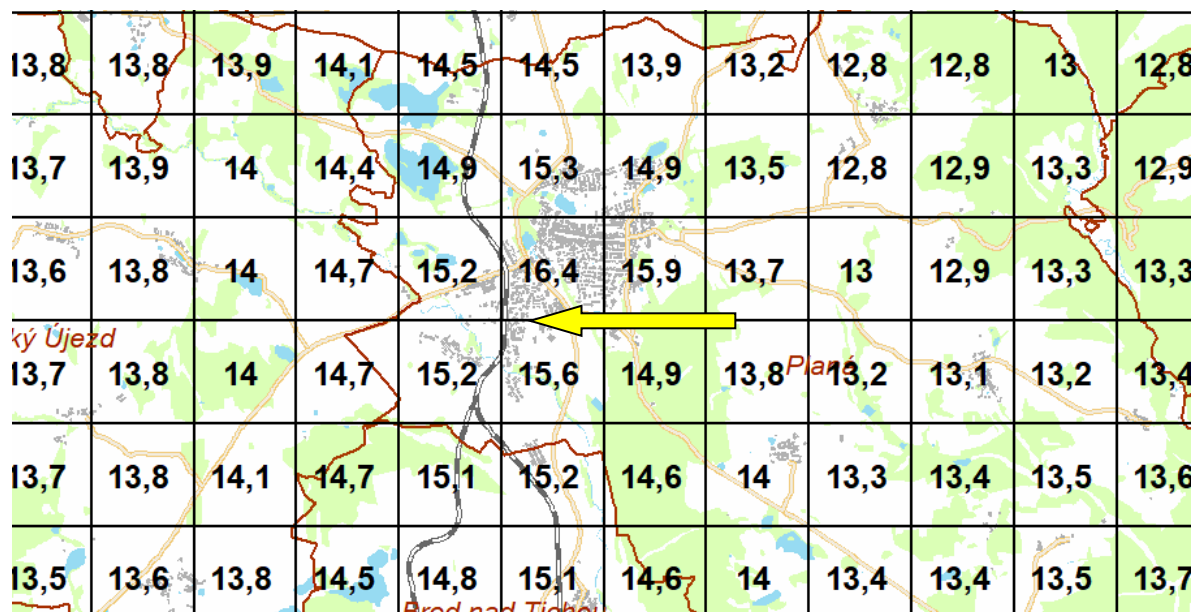 13,8 13,8 13,9 14,1 14,5 14,5 13,9 13,2 12,8 12,8 13 12,8
13,7 13,9 14 14,4 14,9 15,3 14,9 13,5 12,8 12,9 13,3 12,9
13,6 13,8 14 14,7 15,2 16,4 15,9 13,7 13 12,9 13,3 13,3
ký Újezd
13,7 13,8 14 14,7 15,2 15,6 14,9 13,8 Planá 13,2 13,1 13,2 13,4
13,7 13,8 14,1 14,7 15,1 15,2 14,6 14 13,3 13,4 13,5 13,6
13,5 13,6 13,8 14,5 14,8 15,1 14,6 14 13,4 13,4 13,5 13,7
Brod nad Tichou